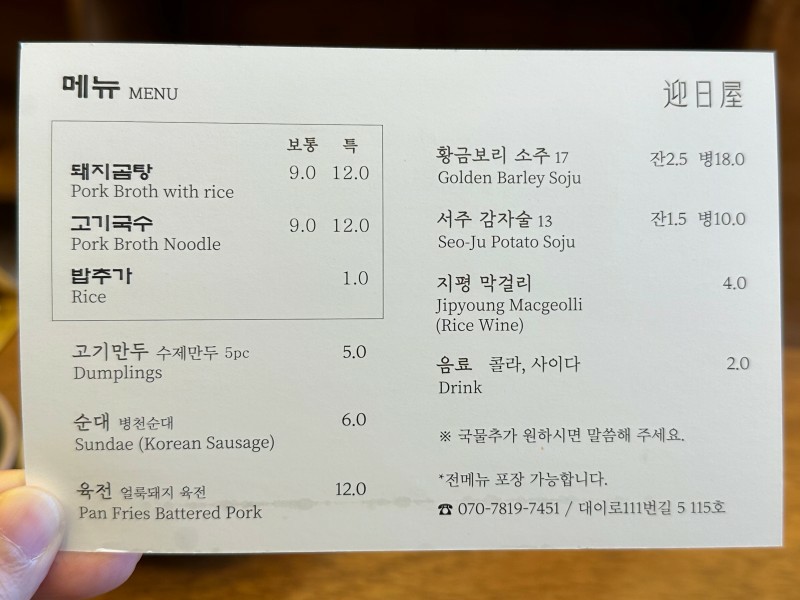 메뉴 MENU
迎日屋
보통 특
돼지곰탕 9.0 12.0
Pork Broth with rice
고기국수 9.0 12.0
Pork Broth Noodle
밥추가 1.0
Rice
고기만두 수제만두 5pc 5.0
Dumplings
순대 병천순대 6.0
Sundae (Korean Sausage)
육전 얼룩돼지 육전 12.0
Pan Fries Battered Pork
황금보리 소주 17 잔2.5 병18.0
Golden Barley Soju
서주 감자술 13 잔1.5 병10.0
Seo-Ju Potato Soju
지평 막걸리 4.0
Jipyoung Macgeolli
(Rice Wine)
음료 콜라, 사이다 2.0
Drink
※ 국물추가 원하시면 말씀해 주세요.
*전메뉴 포장 가능합니다.
☎ 070-7819-7451 / 대이로111번길 5 115호